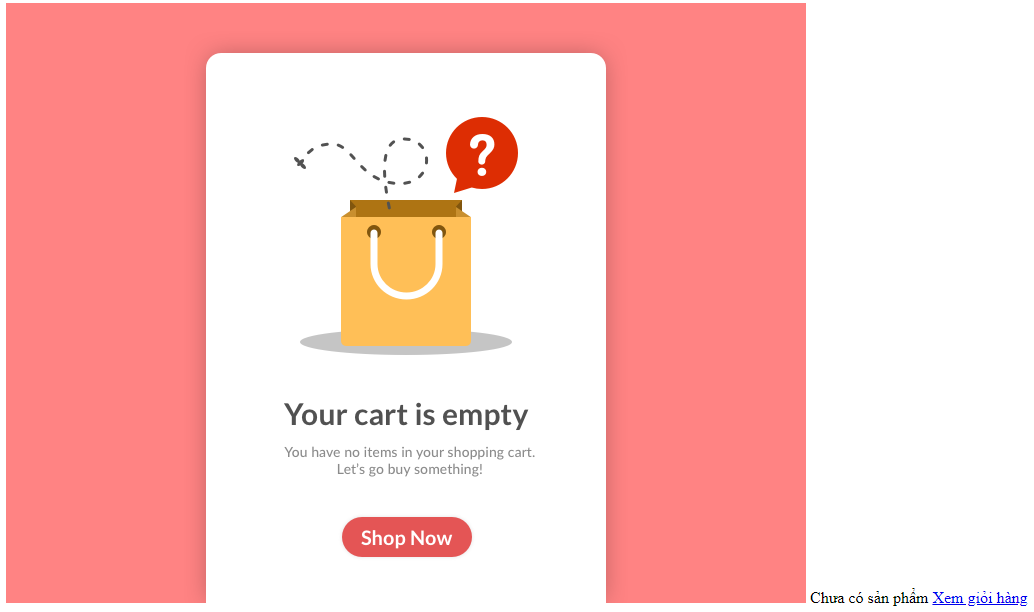 ?
Your cart is empty
You have no items in your shopping cart.
Let's go buy something!
Shop Now
Chưa có sản phẩm Xem giỏi hàng